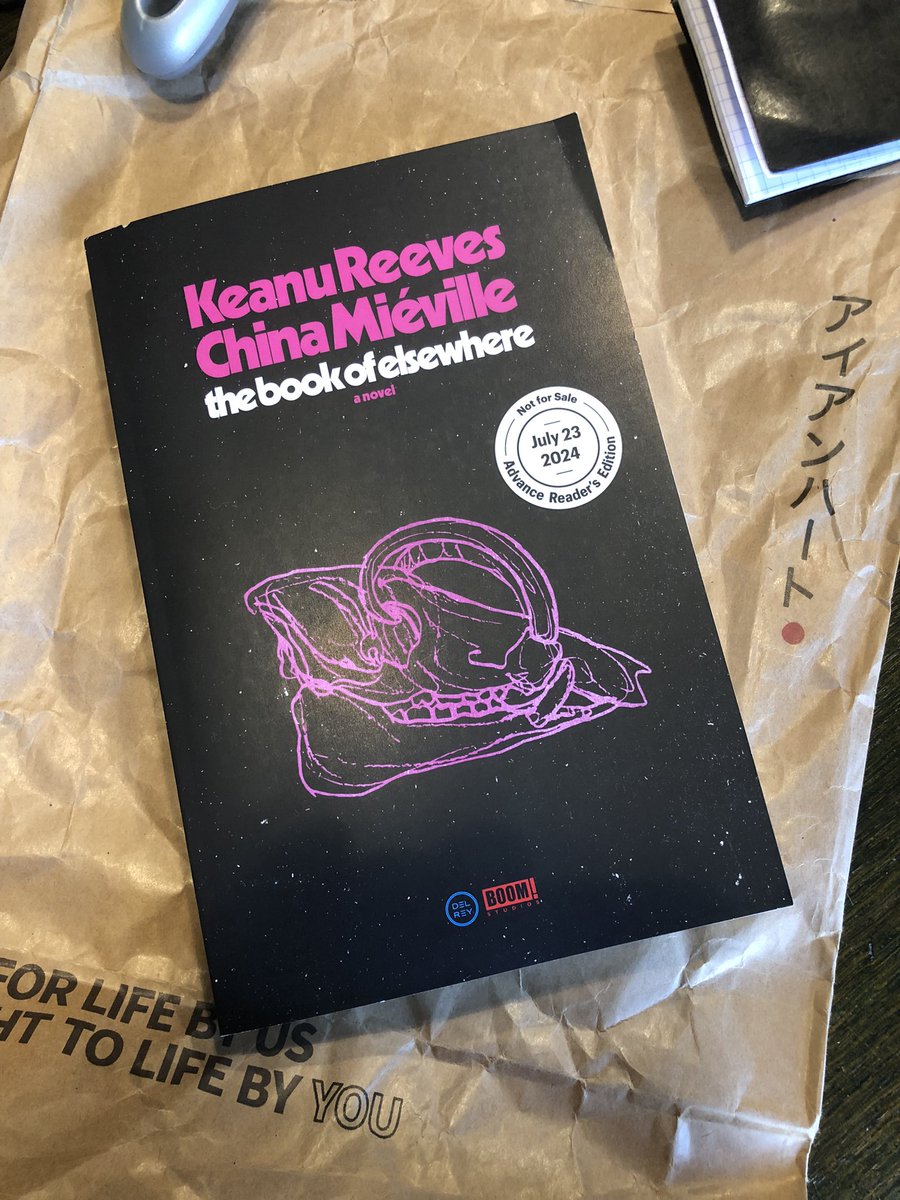 Keanu Reeves
China Miéville
the book of elsewhere
a novel
Not for Sale
July 23
2024
Advance Reader's Edition
DEL
REY
BOOM!
STUDIOS
アイアンハート
FOR LIFE BY US
TO LIFE BY YOU